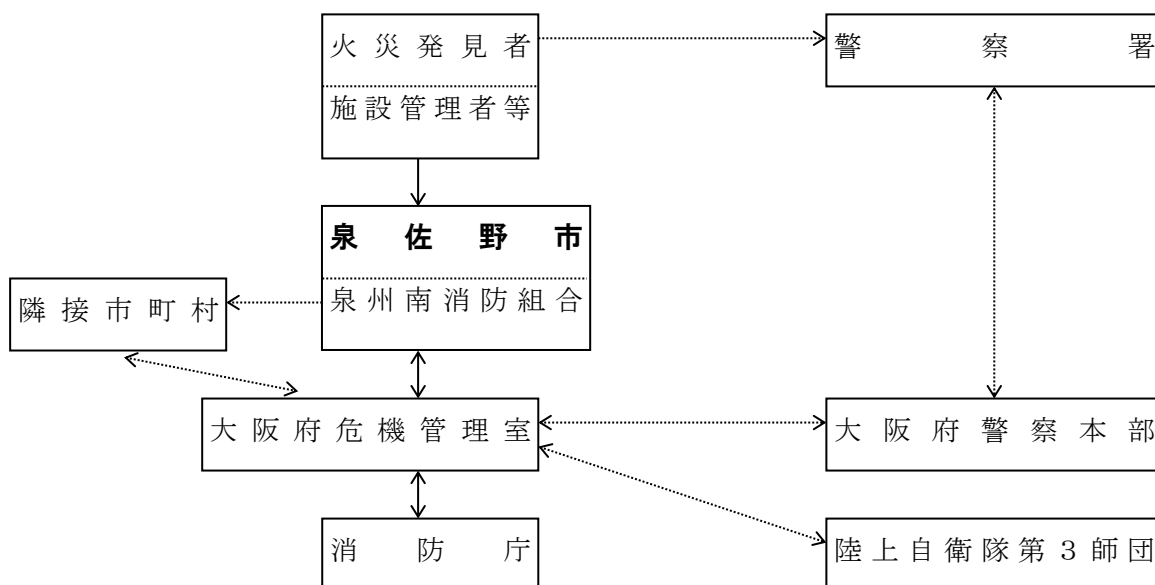 火災発見者
警察署
施設管理者等
泉佐野市
泉州南消防組合
隣接市町村
大阪府危機管理室
大阪府警察本部
消防庁
陸上自衛隊第３師団